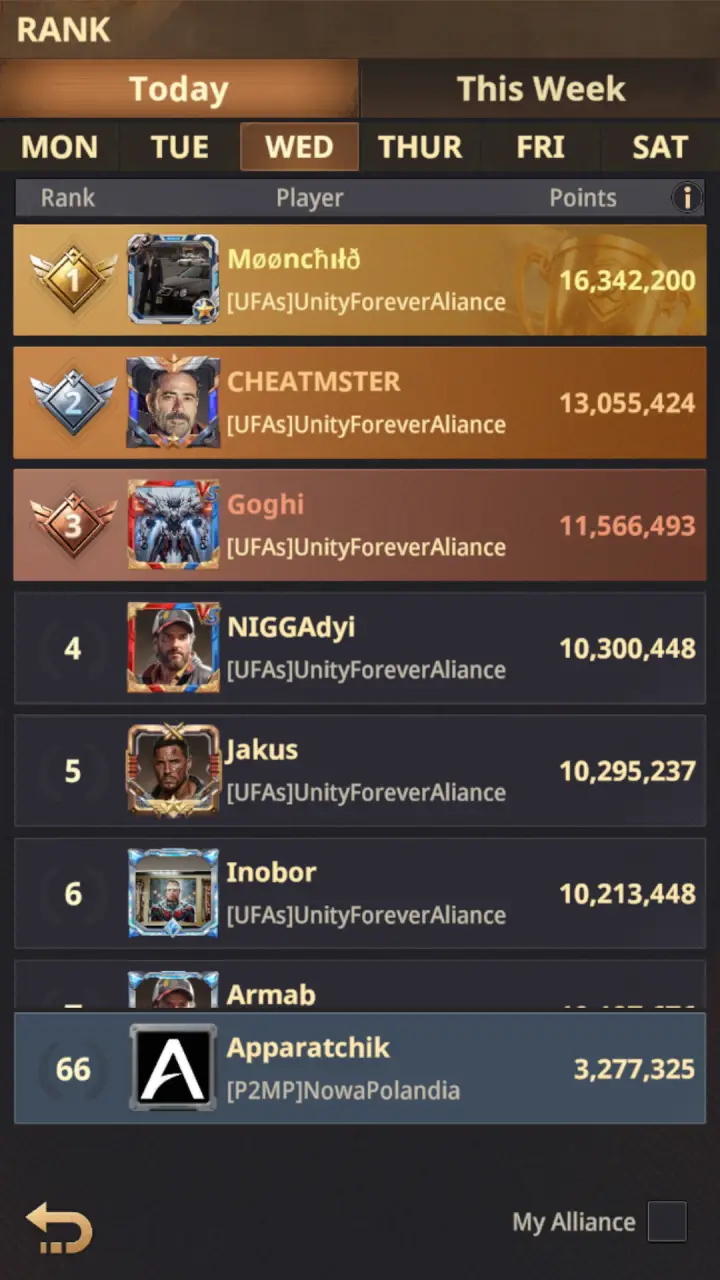 RANK
Today This Week
MON TUE WED THUR FRI SAT
Rank Player Points i
1 Møøncħıłð 16,342,200
[UFAs]UnityForeverAliance
2 CHEATMSTER 13,055,424
[UFAs]UnityForeverAliance
3 Goghi 11,566,493
[UFAs]UnityForeverAliance
4 NIGGAdyi 10,300,448
[UFAs]UnityForeverAliance
5 Jakus 10,295,237
[UFAs]UnityForeverAliance
6 Inobor 10,213,448
[UFAs]UnityForeverAliance
Armab
66 Apparatchik 3,277,325
[P2MP]NowaPolandia
My Alliance